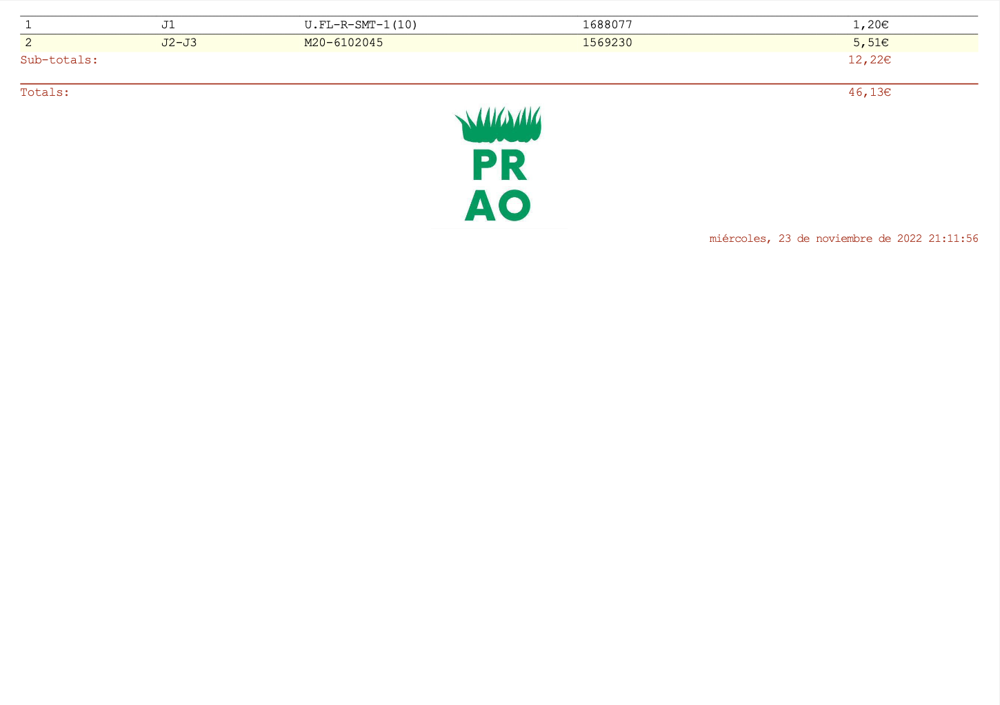 1 J1 U.FL-R-SMT-1(10) 1688077 1,20€
2 J2-J3 M20-6102045 1569230 5,51€
Sub-totals: 12,22€
Totals: 46,13€
PR
AO
miércoles, 23 de noviembre de 2022 21:11:56